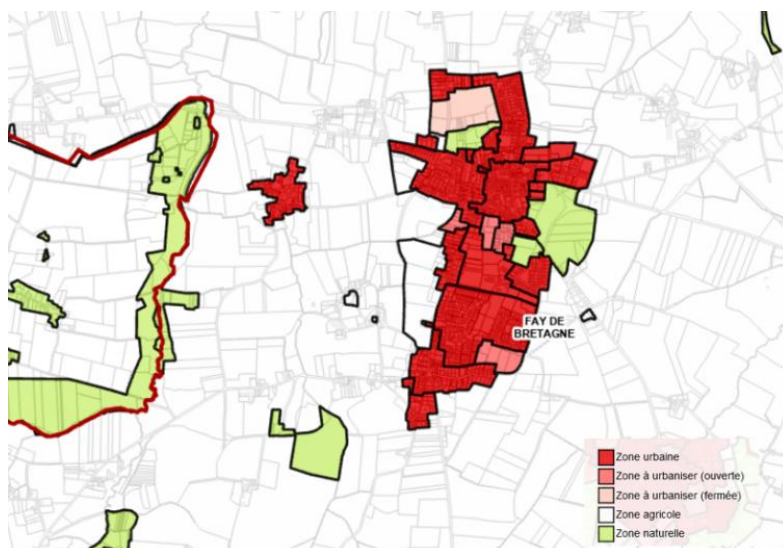 FAY DE
BRETAGNE
Zone urbaine
Zone à urbaniser (ouverte)
Zone à urbaniser (fermée)
Zone agricole
Zone naturelle